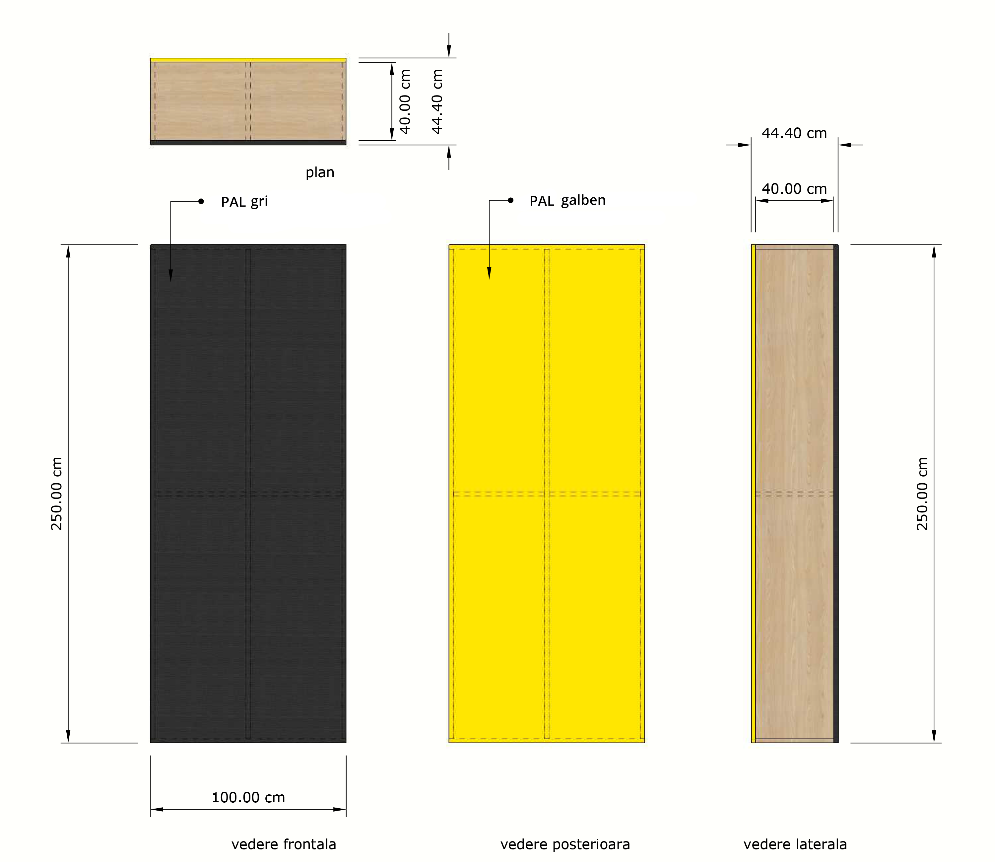 40.00 cm
44.40 cm
plan
44.40 cm
40.00 cm
PAL gri
PAL galben
250.00 cm
250.00 cm
100.00 cm
vedere frontala
vedere posterioara
vedere laterala